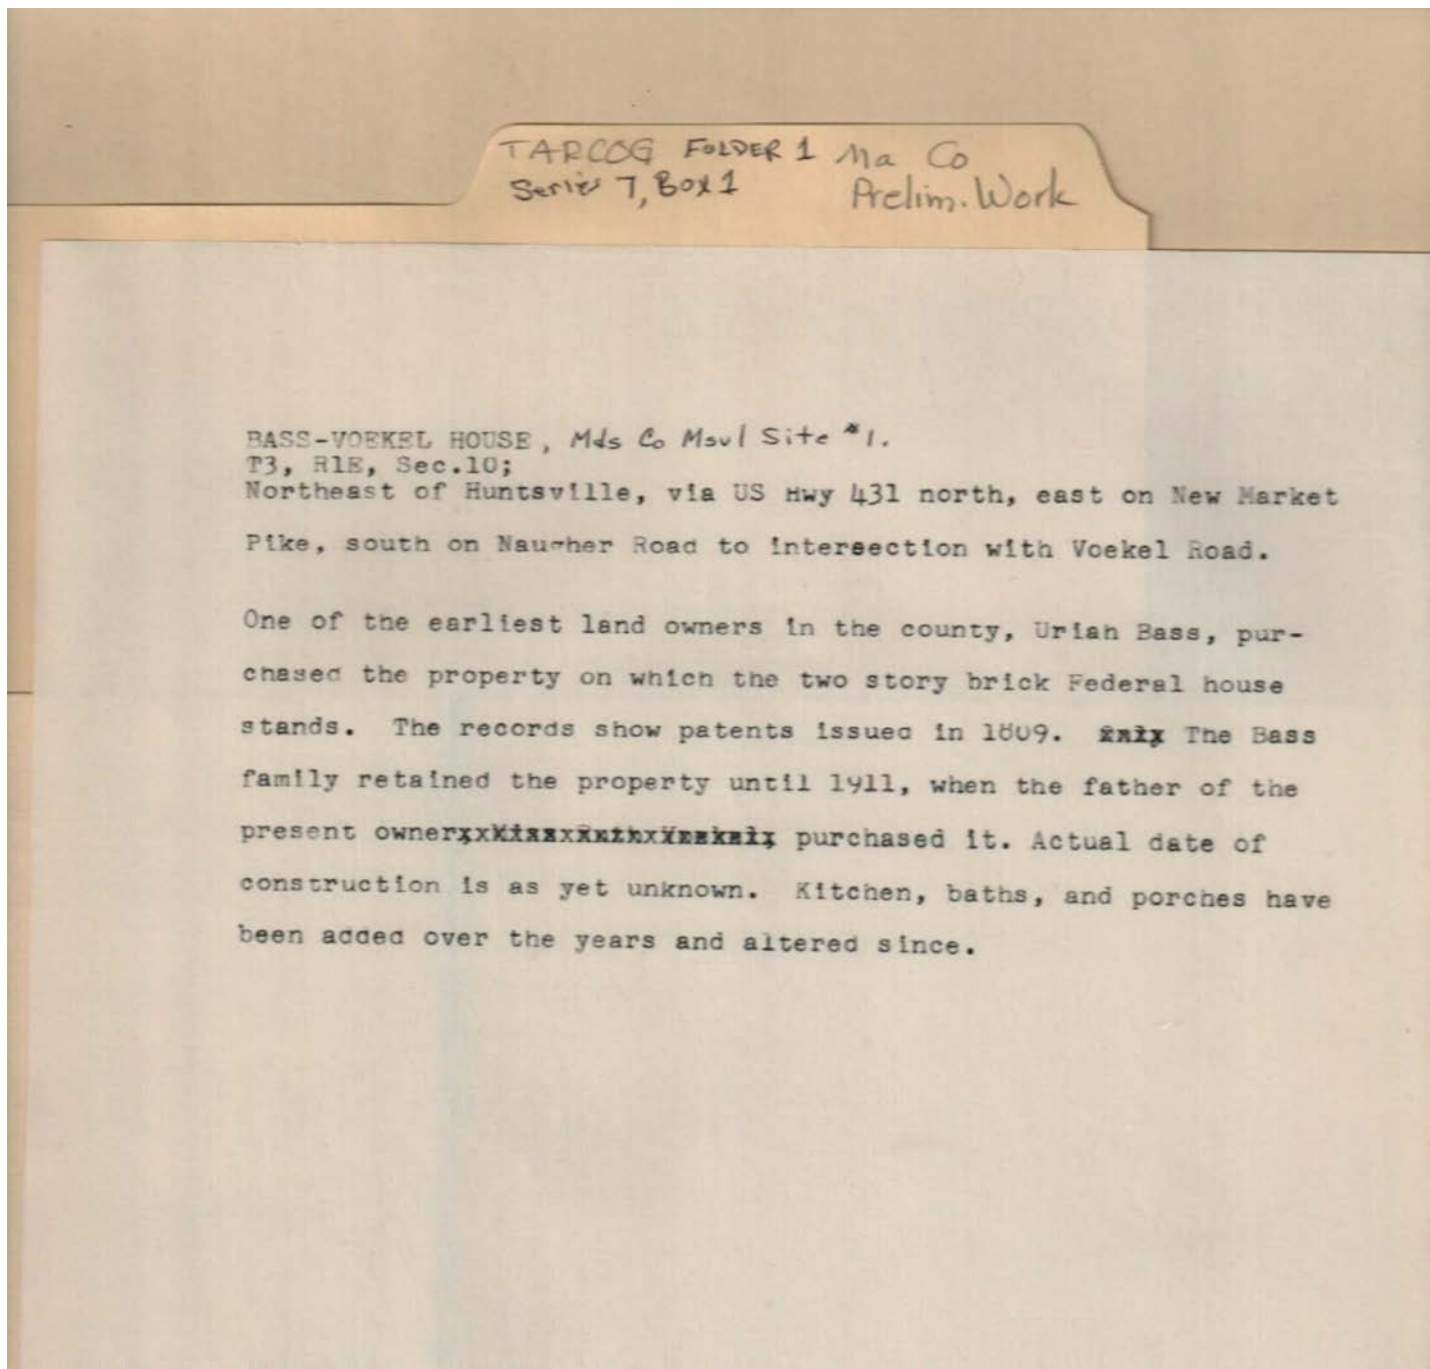 TARCOG FOLDER 1 Ma Co
Series 7, Box 1 Prelim. Work
BASS-VOEKEL HOUSE, Mds Co Msvl Site #1.
T3, R1E, Sec.10;
Northeast of Huntsville, via US Hwy 431 north, east on New Market
Pike, south on Naugher Road to intersection with Voekel Road.
One of the earliest land owners in the county, Uriah Bass, pur-
chased the property on which the two story brick Federal house
stands. The records show patents issued in 1809. The Bass
family retained the property until 1911, when the father of the
present owner purchased it. Actual date of
construction is as yet unknown. Kitchen, baths, and porches have
been added over the years and altered since.